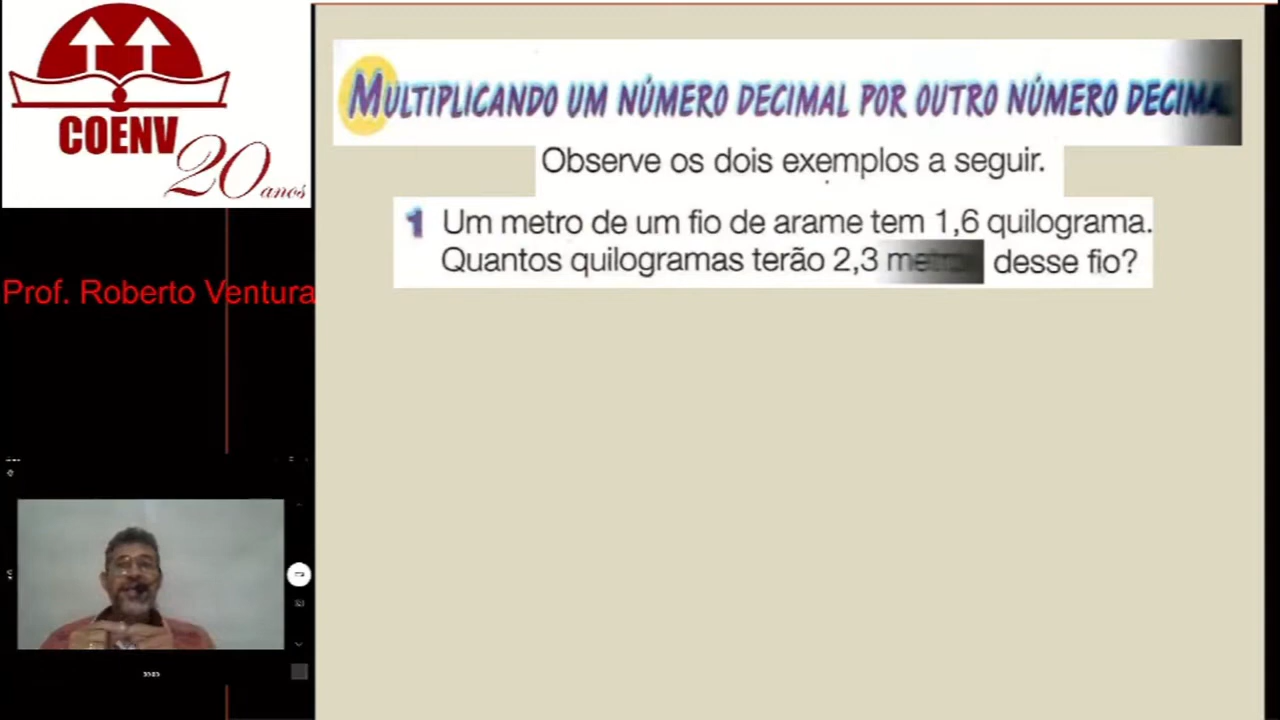 COENV
20 anos
Prof. Roberto Ventura
MULTIPLICANDO UM NÚMERO DECIMAL POR OUTRO NÚMERO DECIMAL
Observe os dois exemplos a seguir.
1 Um metro de um fio de arame tem 1,6 quilograma.
Quantos quilogramas terão 2,3 metros desse fio?